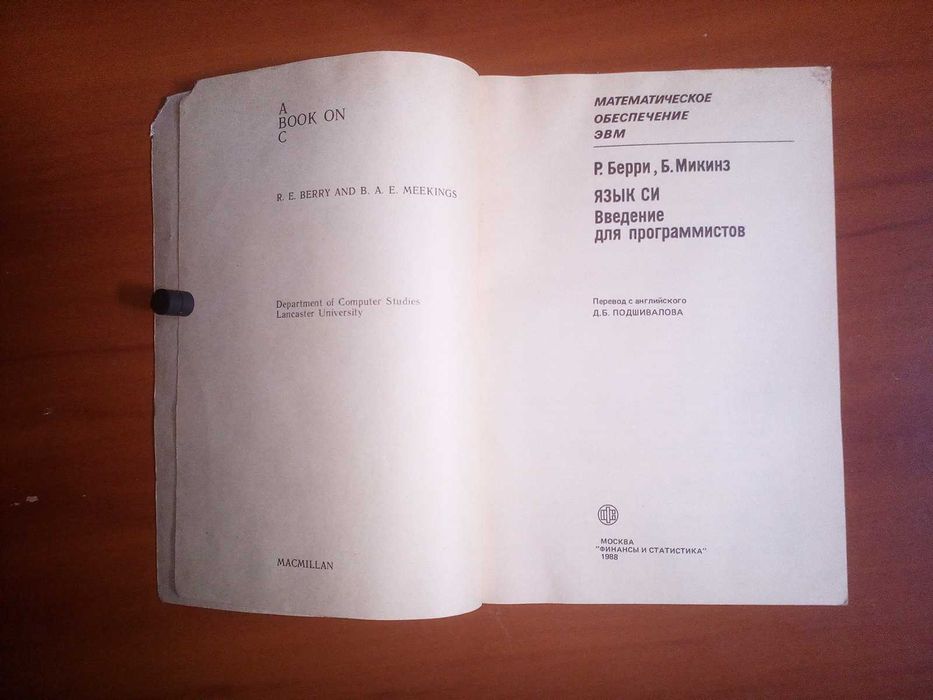 A
BOOK ON
C
R. E. BERRY AND B. A. E. MEEKINGS
Department of Computer Studies
Lancaster University
MACMILLAN
МАТЕМАТИЧЕСКОЕ
ОБЕСПЕЧЕНИЕ
ЭВМ
Р. Берри, Б. Микинз
ЯЗЫК СИ
Введение
для программистов
Перевод с английского
Д.Б. ПОДШИВАЛОВА
МОСКВА
"ФИНАНСЫ И СТАТИСТИКА"
1988